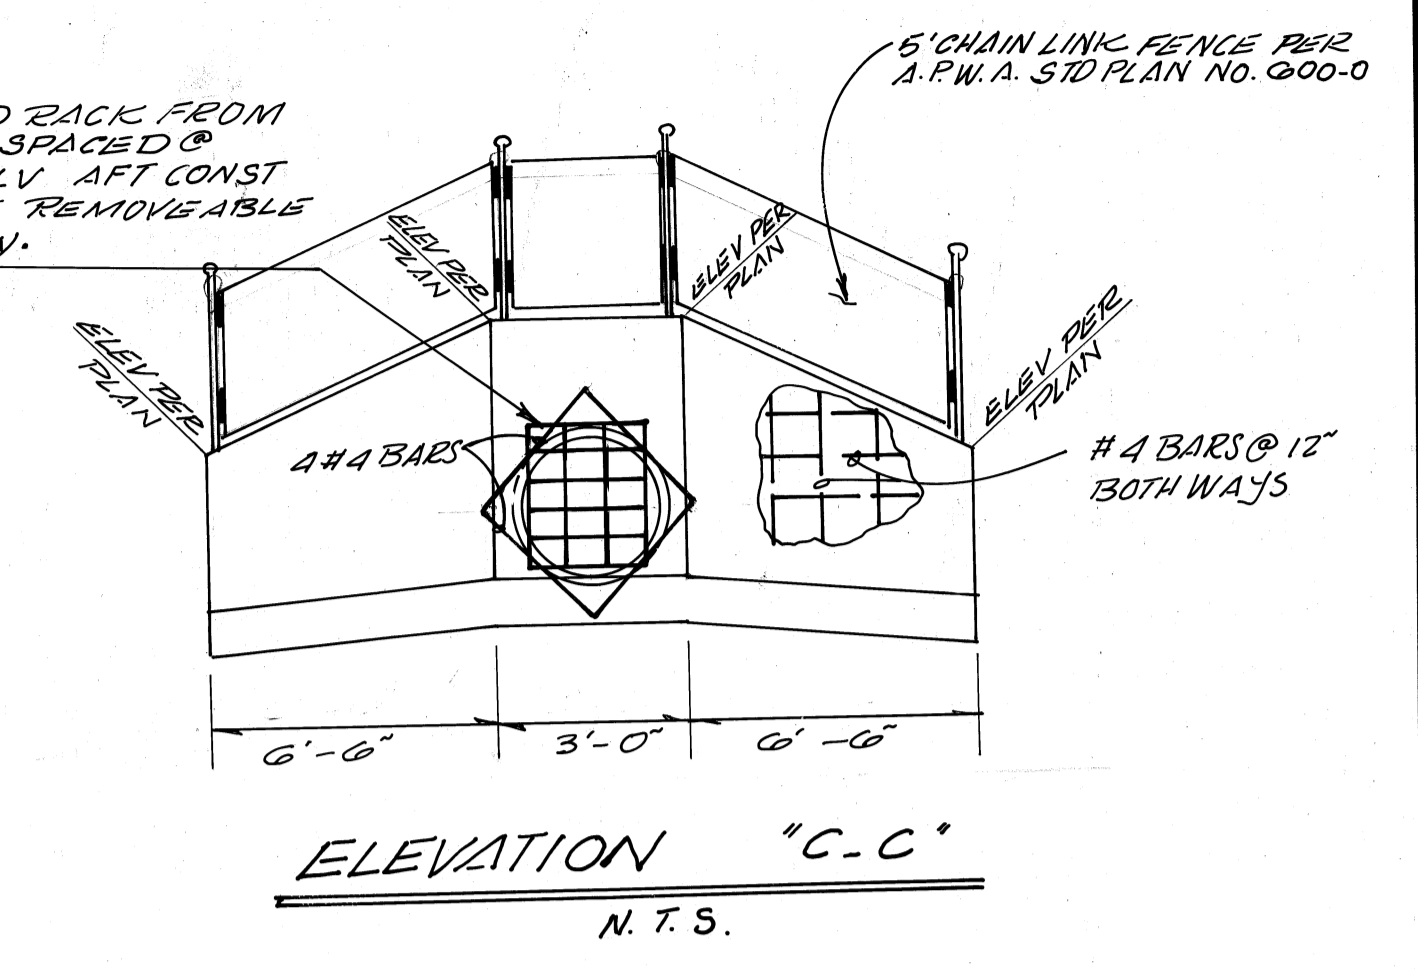 5' CHAIN LINK FENCE PER
A.P.W.A. STD PLAN NO. 600-0
RACK FROM
SPACED @
AFT CONST
REMOVEABLE
ELEV PER
PLAN
ELEV PER
PLAN
ELEV PER
PLAN
ELEV PER
PLAN
4 #4 BARS
#4 BARS @ 12"
BOTH WAYS
6'-6"
3'-0"
6'-6"
ELEVATION "C-C"
N.T.S.